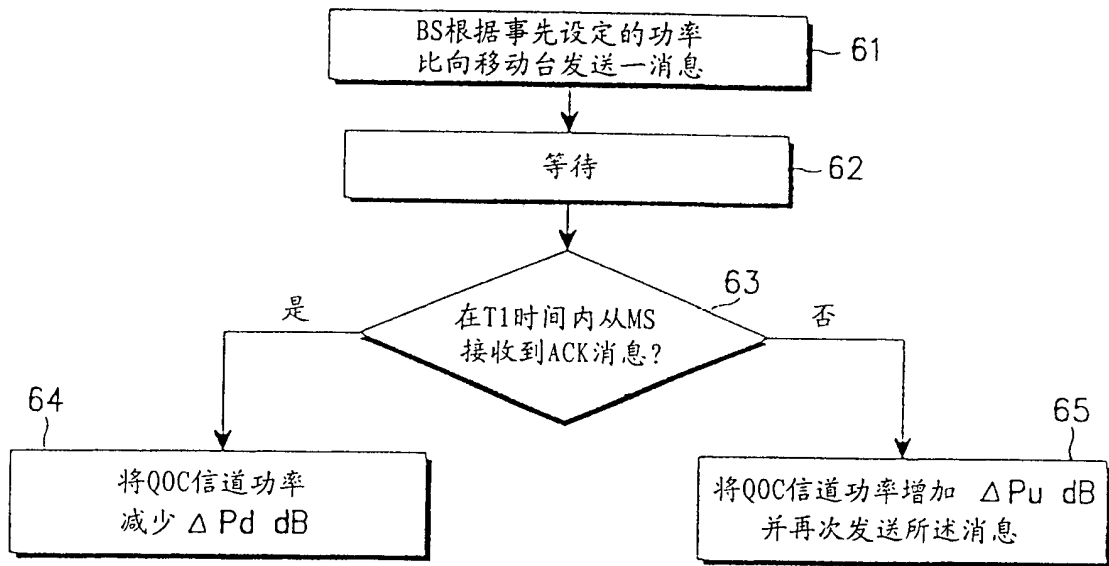 BS根据事先设定的功率
比向移动台发送一消息
61
等待
62
63
在T1时间内从MS
接收到ACK消息?
是
否
64
将QOC信道功率
减少 Δ Pd dB
65
将QOC信道功率增加 Δ Pu dB
并再次发送所述消息